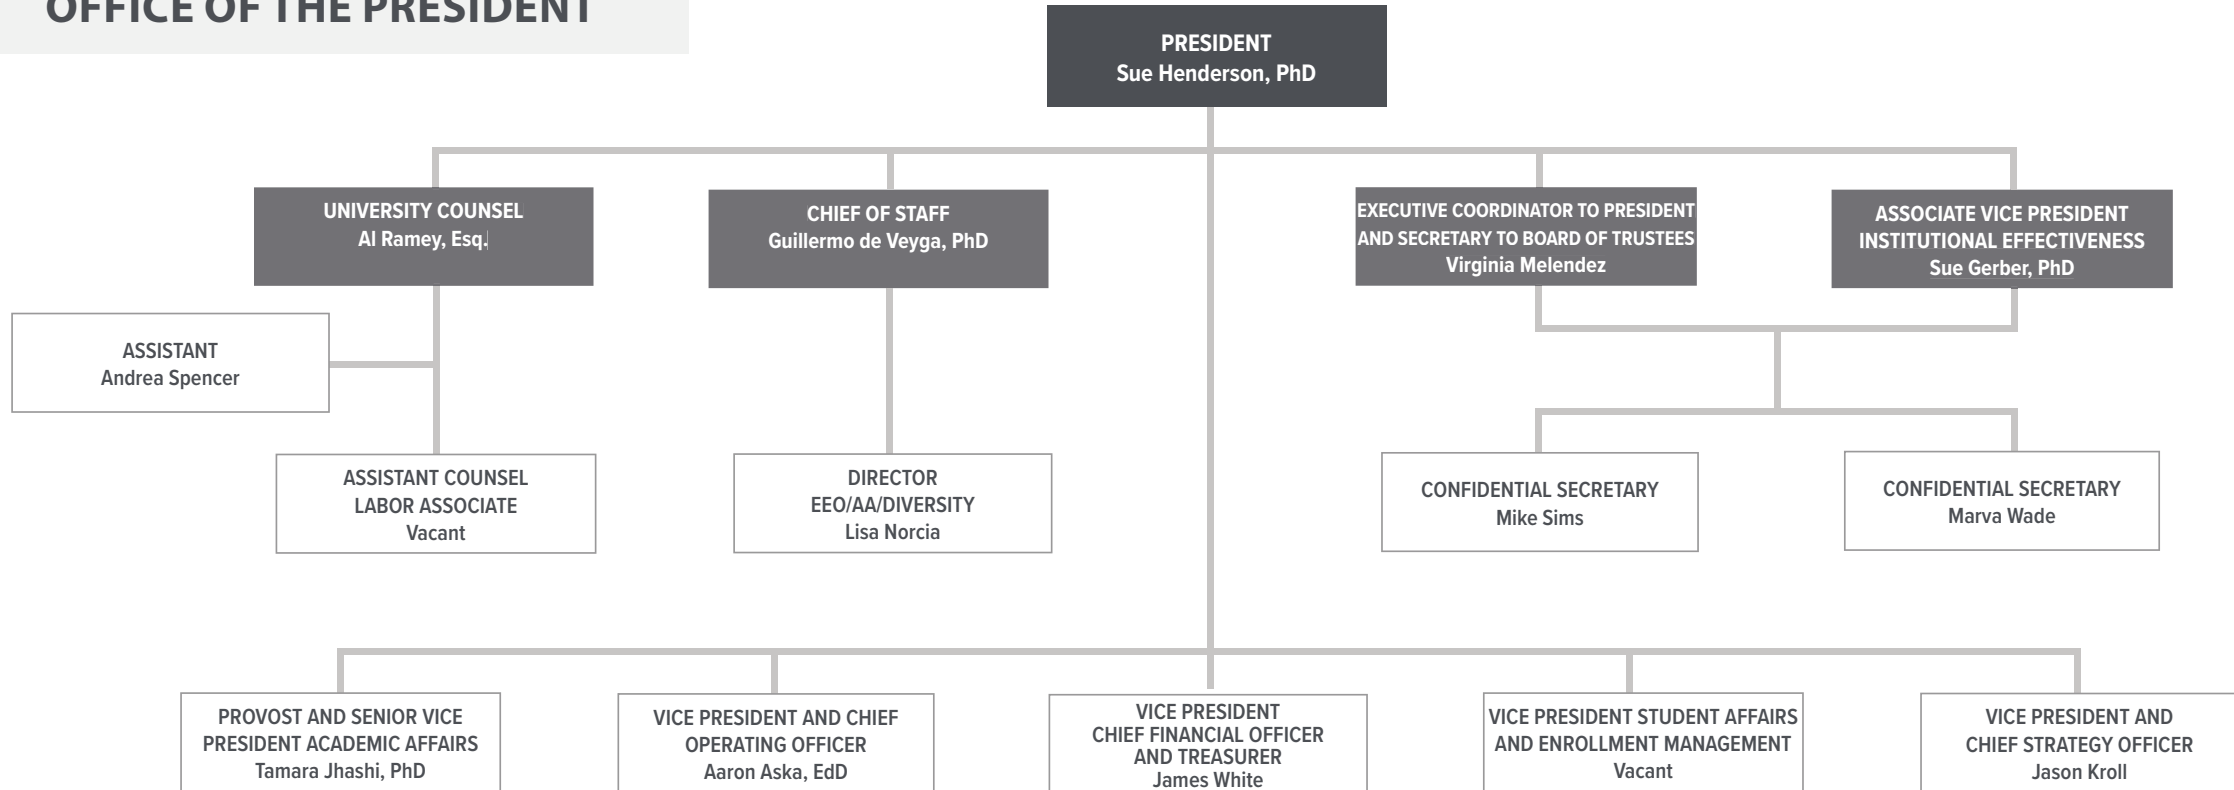 OFFICE OF THE PRESIDENT
PRESIDENT
Sue Henderson, PhD
UNIVERSITY COUNSEL
Al Ramey, Esq.
CHIEF OF STAFF
Guillermo de Veyga, PhD
EXECUTIVE COORDINATOR TO PRESIDENT
AND SECRETARY TO BOARD OF TRUSTEES
Virginia Melendez
ASSOCIATE VICE PRESIDENT
INSTITUTIONAL EFFECTIVENESS
Sue Gerber, PhD
ASSISTANT
Andrea Spencer
ASSISTANT COUNSEL
LABOR ASSOCIATE
Vacant
DIRECTOR
EEO/AA/DIVERSITY
Lisa Norcia
CONFIDENTIAL SECRETARY
Mike Sims
CONFIDENTIAL SECRETARY
Marva Wade
PROVOST AND SENIOR VICE
PRESIDENT ACADEMIC AFFAIRS
Tamara Jhashi, PhD
VICE PRESIDENT AND CHIEF
OPERATING OFFICER
Aaron Aska, EdD
VICE PRESIDENT
CHIEF FINANCIAL OFFICER
AND TREASURER
James White
VICE PRESIDENT STUDENT AFFAIRS
AND ENROLLMENT MANAGEMENT
Vacant
VICE PRESIDENT AND
CHIEF STRATEGY OFFICER
Jason Kroll